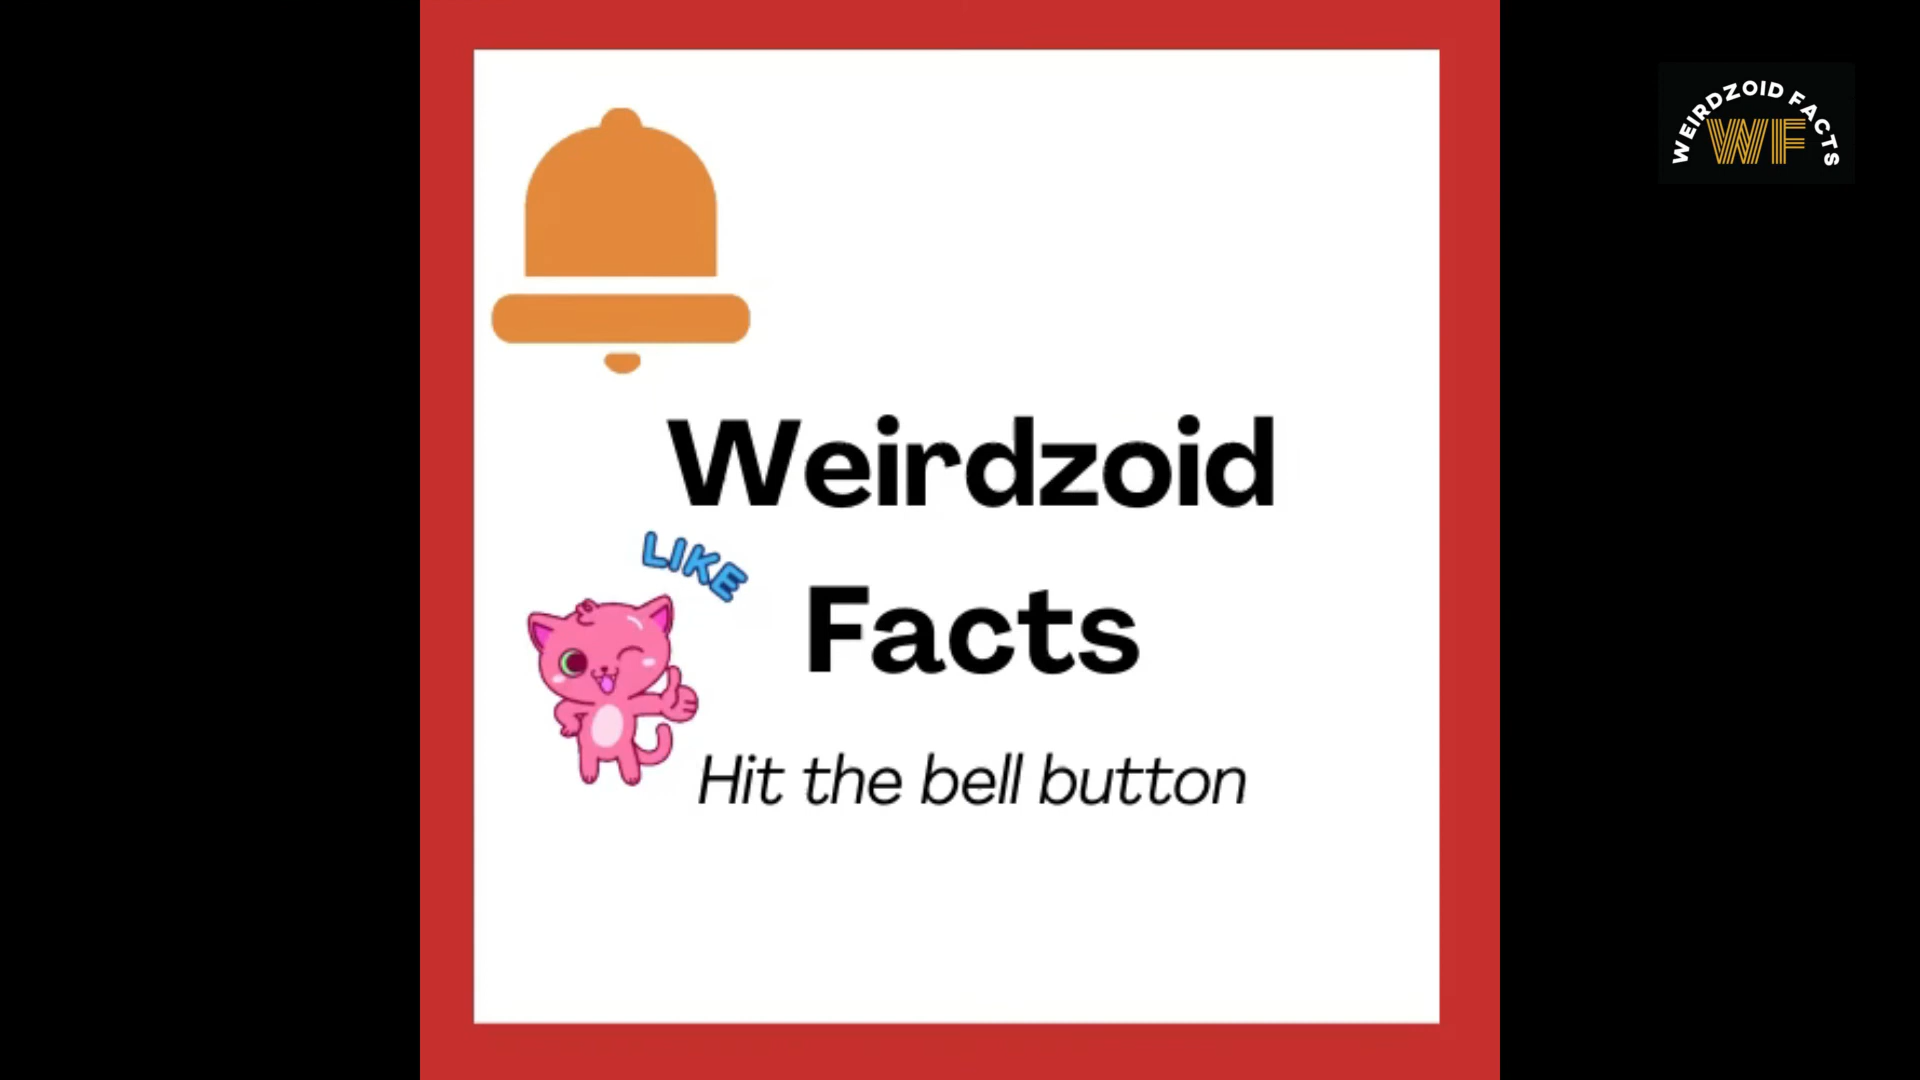 WEIRDZOID FACTS
WF
Weirdzoid
LIKE
Facts
Hit the bell button